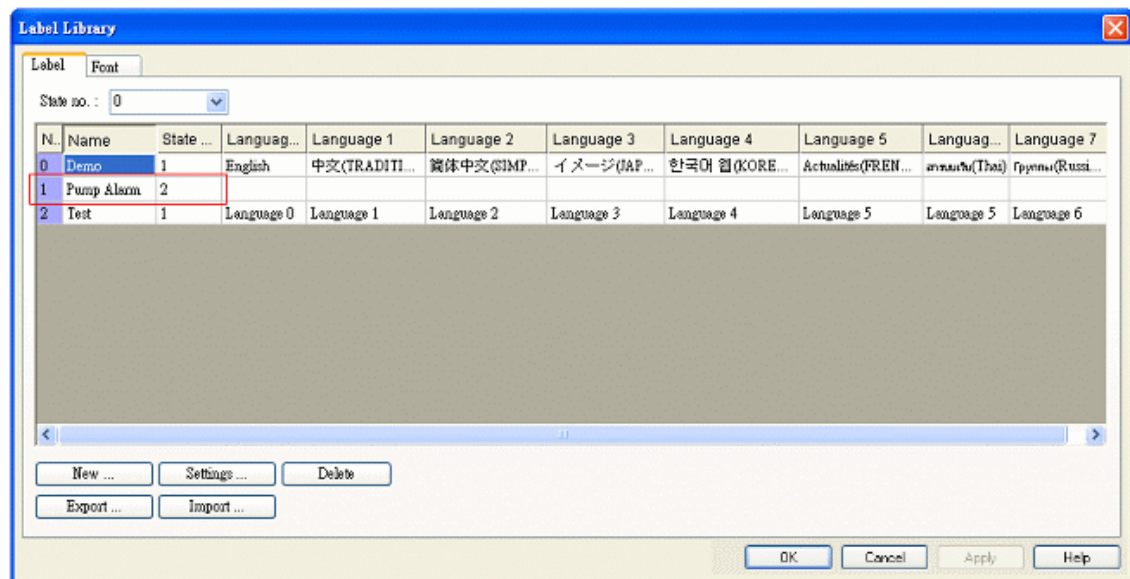 Label Library
Label Font
State no. : 0
N.. Name State ... Languag... Language 1 Language 2 Language 3 Language 4 Language 5 Languag... Language 7
0 Demo 1 English 中文(TRADITI... 简体中文(SIMP... イメージ(JAP... 한국어 웹(KORE... Actualités(FREN... (Thai) Группы(Russi...
1 Pump Alarm 2
2 Test 1 Language 0 Language 1 Language 2 Language 3 Language 4 Language 5 Language 5 Language 6
New ... Settings ... Delete
Export ... Import ...
OK Cancel Apply Help